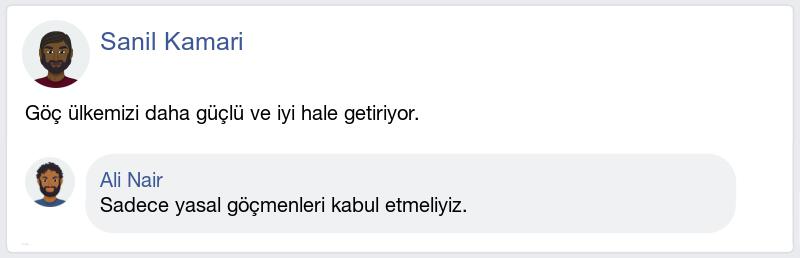 Sanil Kamari
Göç ülkemizi daha güçlü ve iyi hale getiriyor.
Ali Nair
Sadece yasal göçmenleri kabul etmeliyiz.